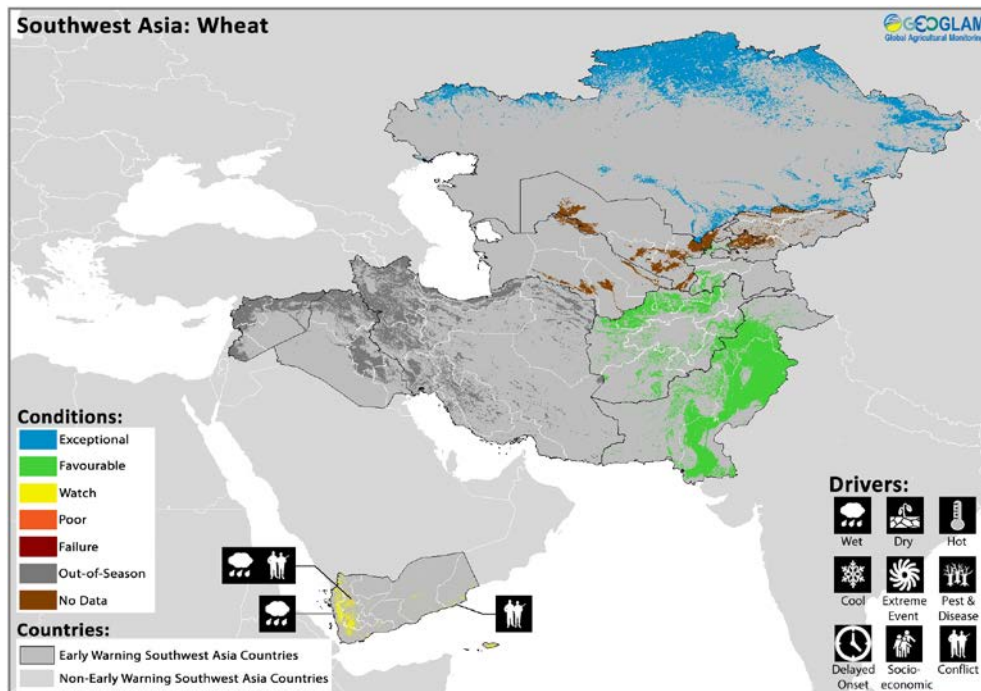 Southwest Asia: Wheat
GEOGLAM
Global Agricultural Monitoring
Conditions:
Exceptional
Favourable
Watch
Poor
Failure
Out-of-Season
No Data
Countries:
Early Warning Southwest Asia Countries
Non-Early Warning Southwest Asia Countries
Drivers:
Wet
Dry
Hot
Cool
Extreme
Event
Pest &
Disease
Delayed
Onset
Socio-
economic
Conflict